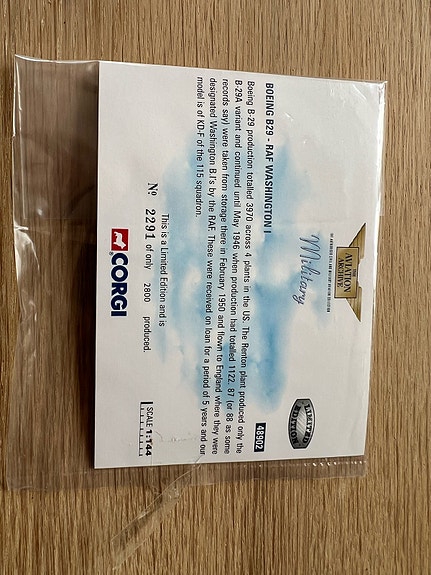 THE
AVIATION
ARCHIVE
Military
48902
LIMITED
EDITION
BOEING B29 - RAF WASHINGTON I
Boeing B-29 production totalled 3970 across 4 plants in the US. The Renton plant produced only the
B-29A variant and continued until May 1946 when production had totalled 1122. 87 (or 88 as some
records say) were taken from storage there in February 1950 and flown to England where they were
designated Washington B.I's by the RAF. These were received on loan for a period of 5 years and our
model is of KD-F of the 115 squadron.
This is a Limited Edition and is
No 2291 of only 2800 produced.
CORGI
SCALE 1:144